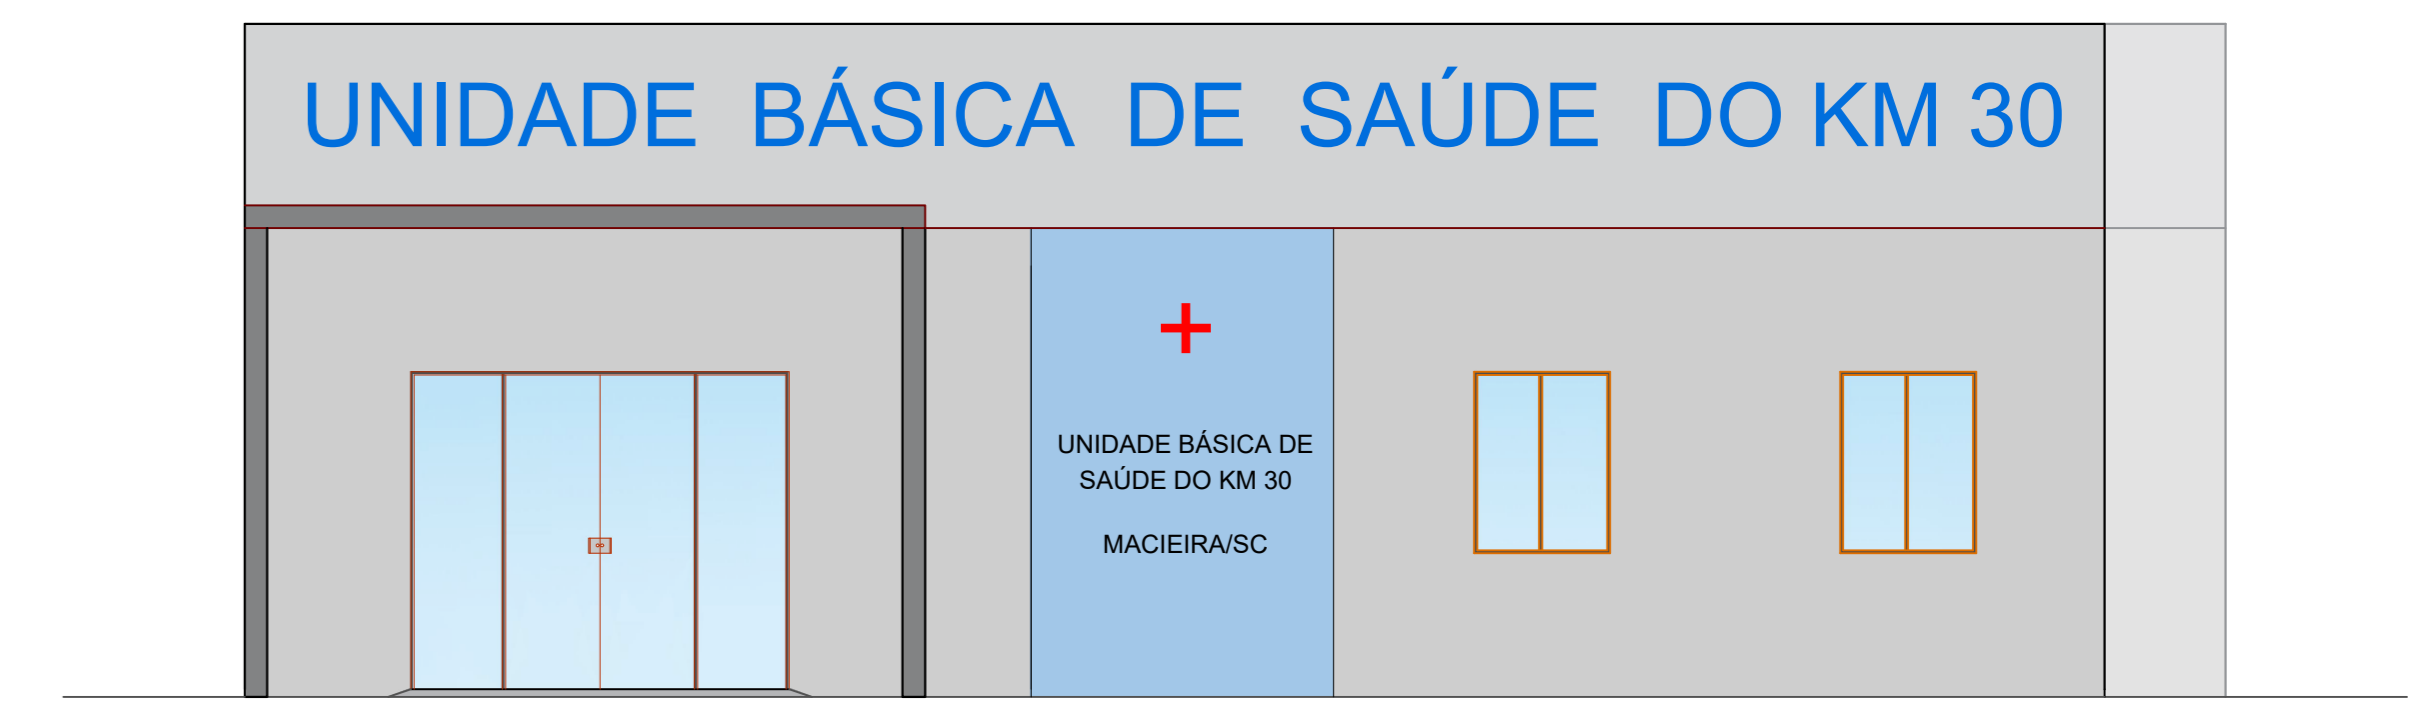 UNIDADE BÁSICA DE SAÚDE DO KM 30
UNIDADE BÁSICA DE
SAÚDE DO KM 30
MACIEIRA/SC